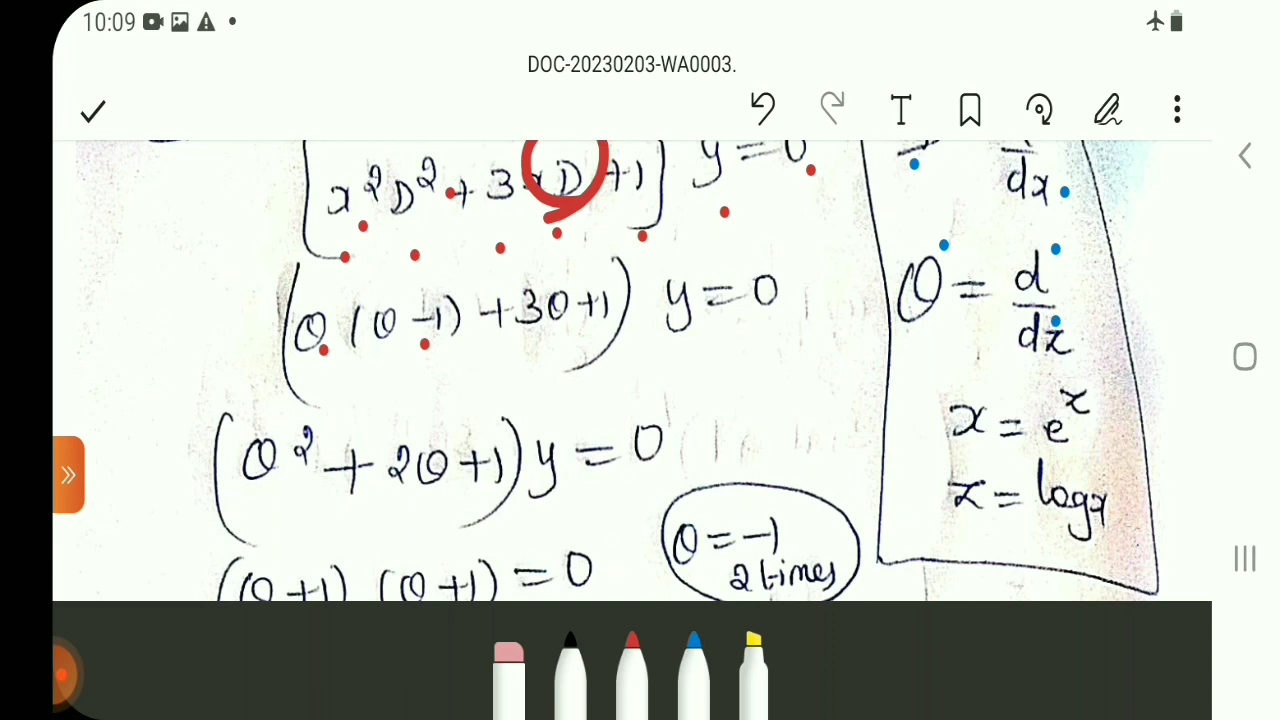 10:09
DOC-20230203-WA0003.
T
x²D² + 3xD + 1] y = 0
dx
(θ(θ-1) + 3θ+1) y = 0
θ = d/dz
(θ² + 2θ+1) y = 0
x = e^z
z = logx
θ = -1
2 times
(θ+1) (θ+1) = 0